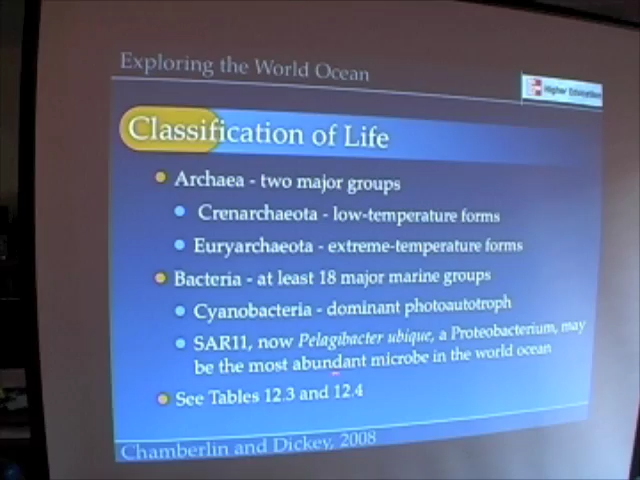 Exploring the World Ocean
Higher Education
Classification of Life
Archaea - two major groups
Crenarchaeota - low-temperature forms
Euryarchaeota - extreme-temperature forms
Bacteria - at least 18 major marine groups
Cyanobacteria - dominant photoautotroph
SAR11, now Pelagibacter ubique, a Proteobacterium, may
be the most abundant microbe in the world ocean
See Tables 12.3 and 12.4
Chamberlin and Dickey, 2008